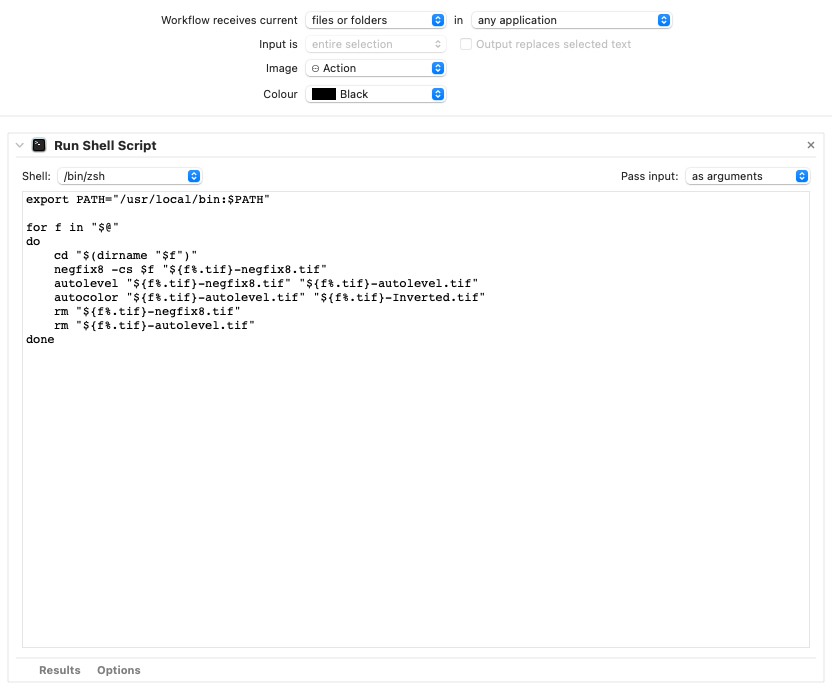 Workflow receives current files or folders in any application
Input is entire selection Output replaces selected text
Image Action
Colour Black
Run Shell Script
Shell: /bin/zsh Pass input: as arguments
export PATH="/usr/local/bin:$PATH"
for f in "$@"
do
    cd "$(dirname "$f")"
    negfix8 -cs $f "${f%.tif}-negfix8.tif"
    autolevel "${f%.tif}-negfix8.tif" "${f%.tif}-autolevel.tif"
    autocolor "${f%.tif}-autolevel.tif" "${f%.tif}-Inverted.tif"
    rm "${f%.tif}-negfix8.tif"
    rm "${f%.tif}-autolevel.tif"
done
Results Options